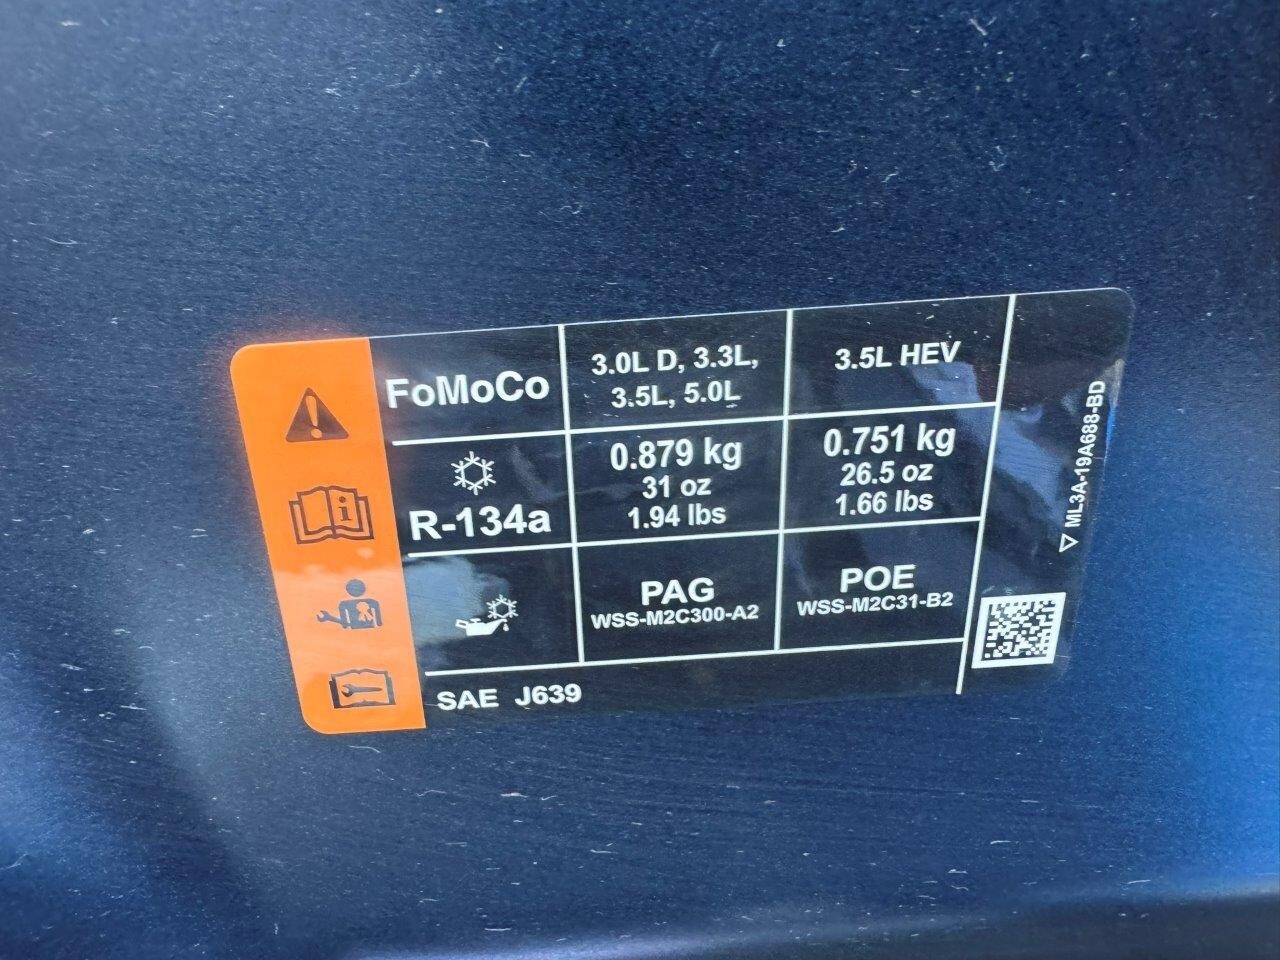 FoMoCo
3.0L D, 3.3L,
3.5L, 5.0L
3.5L HEV
R-134a
0.879 kg
31 oz
1.94 lbs
0.751 kg
26.5 oz
1.66 lbs
PAG
WSS-M2C300-A2
POE
WSS-M2C31-B2
SAE J639
ML3A-19A688-BD